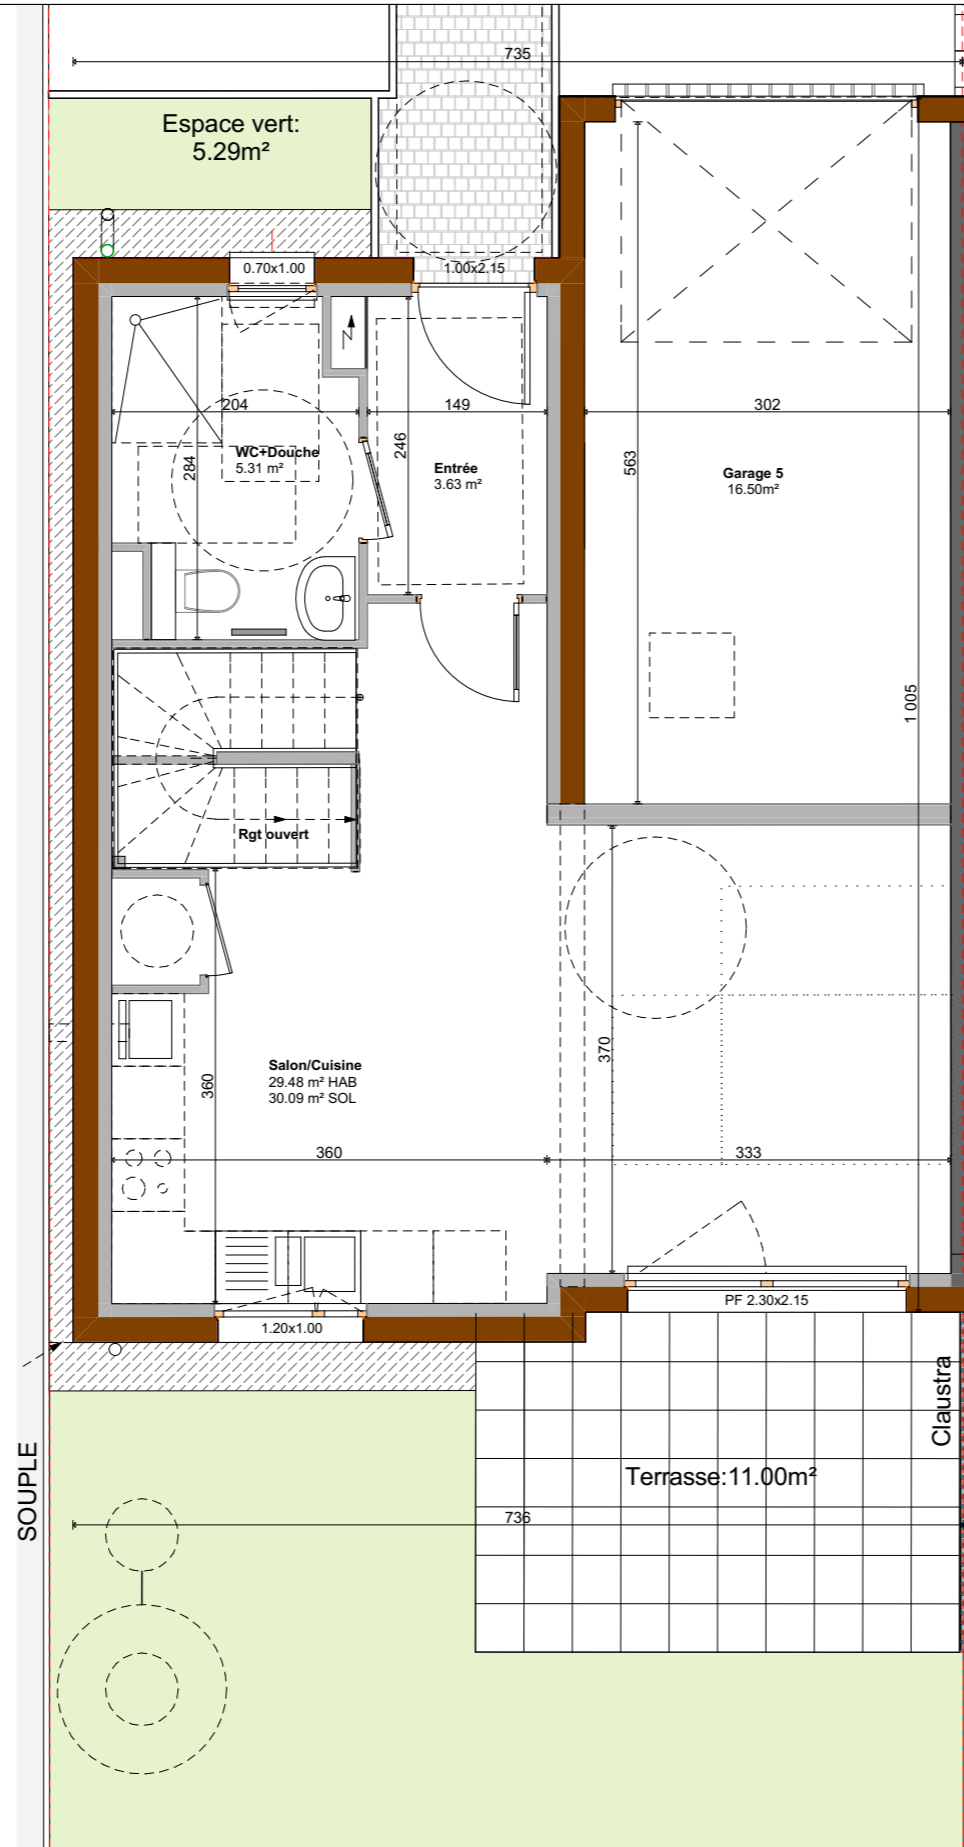 735
Espace vert:
5.29m²
0.70x1.00
1.00x2.15
204
149
302
284
246
563
WC+Douche
5.31 m²
Entrée
3.63 m²
Garage 5
16.50m²
1 005
Rgt ouvert
370
360
Salon/Cuisine
29.48 m² HAB
30.09 m² SOL
360
333
PF 2.30x2.15
1.20x1.00
Claustra
SOUPLE
Terrasse:11.00m²
736